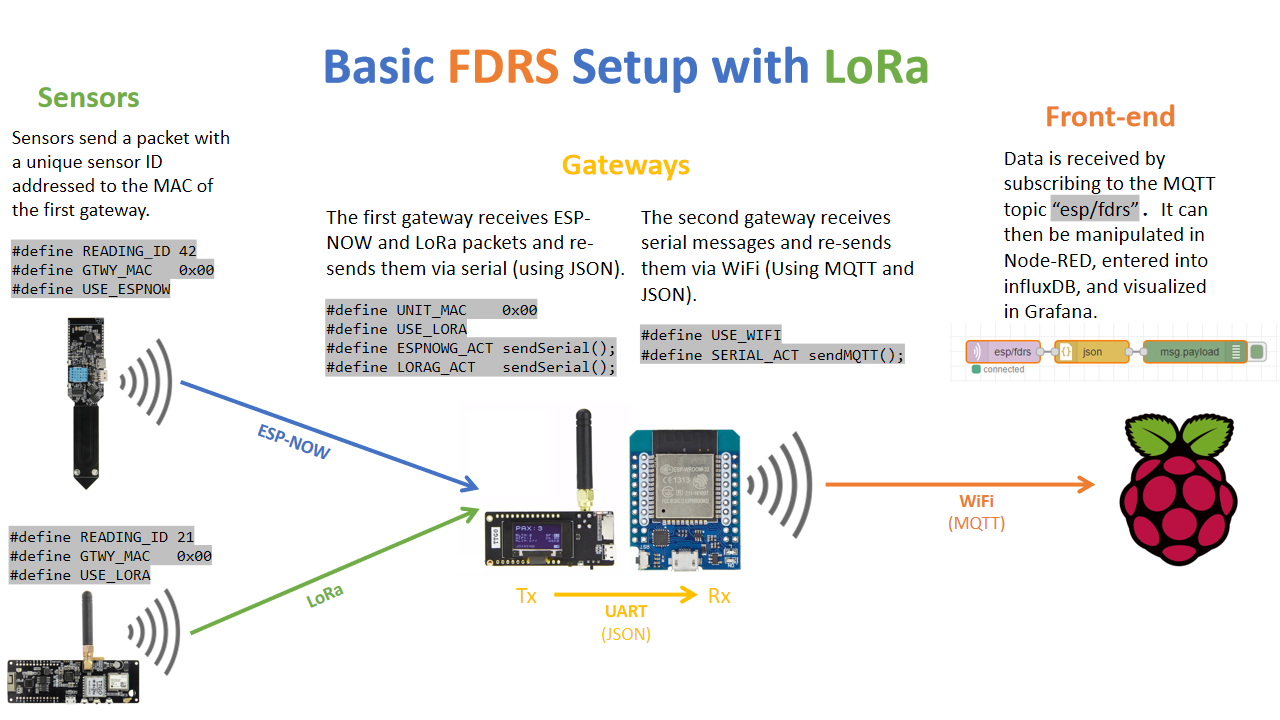 Basic FDRS Setup with LoRa
Sensors
Sensors send a packet with
a unique sensor ID
addressed to the MAC of
the first gateway.
#define READING_ID 42
#define GTWY_MAC   0x00
#define USE_ESPNOW
#define READING_ID 21
#define GTWY_MAC   0x00
#define USE_LORA
ESP-NOW
LoRa
Gateways
The first gateway receives ESP-
NOW and LoRa packets and re-
sends them via serial (using JSON).
#define UNIT_MAC    0x00
#define USE_LORA
#define ESPNOWG_ACT sendSerial();
#define LORAG_ACT   sendSerial();
The second gateway receives
serial messages and re-sends
them via WiFi (Using MQTT and
JSON).
#define USE_WIFI
#define SERIAL_ACT sendMQTT();
TTGO
PAX: 9
ESP-WROOM-32
RST
Tx
Rx
UART
(JSON)
WiFi
(MQTT)
Front-end
Data is received by
subscribing to the MQTT
topic “esp/fdrs”. It can
then be manipulated in
Node-RED, entered into
influxDB, and visualized
in Grafana.
esp/fdrs
json
msg.payload
connected